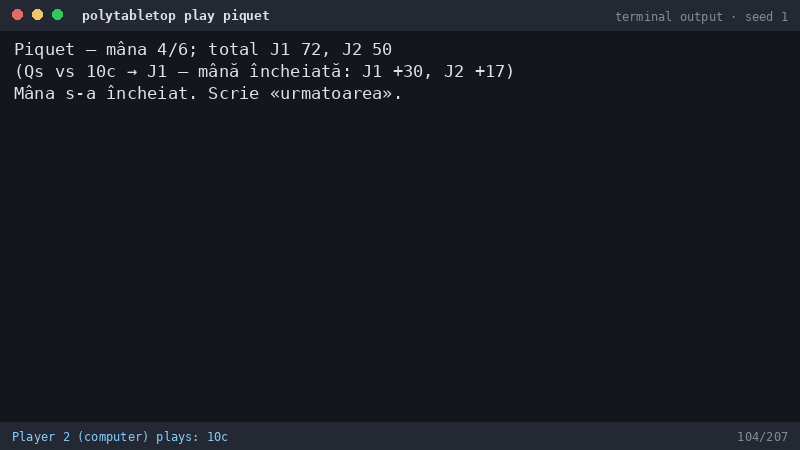 polytabletop play piquet
terminal output · seed 1
Piquet — mâna 4/6; total J1 72, J2 50
(Qs vs 10c → J1 — mână încheiată: J1 +30, J2 +17)
Mâna s-a încheiat. Scrie «urmatoarea».
Player 2 (computer) plays: 10c
104/207